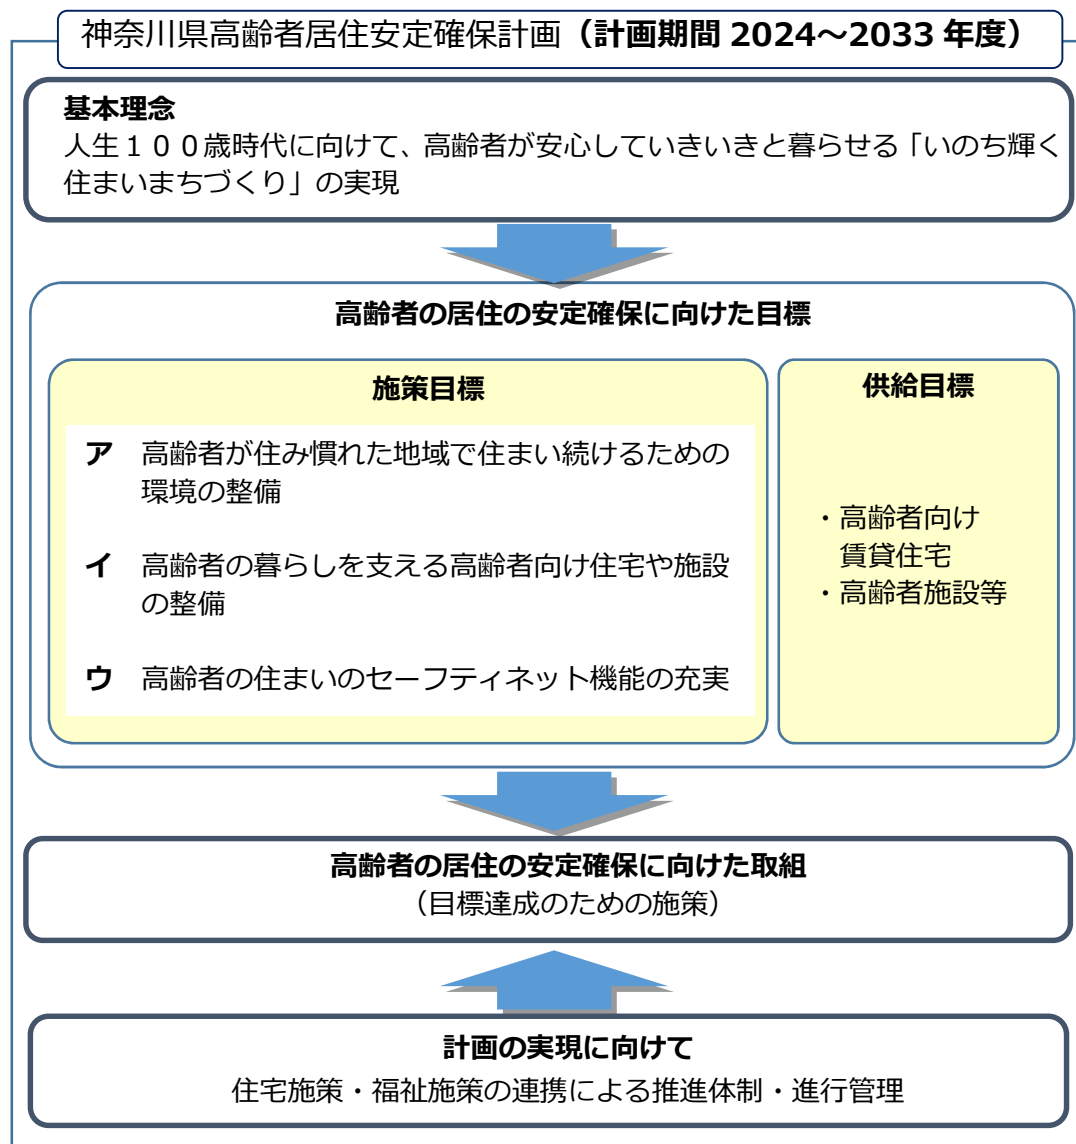 神奈川県高齢者居住安定確保計画（計画期間 2024～2033 年度）
基本理念
人生１００歳時代に向けて、高齢者が安心していきいきと暮らせる「いのち輝く
住まいまちづくり」の実現
高齢者の居住の安定確保に向けた目標
施策目標
ア 高齢者が住み慣れた地域で住まい続けるための
環境の整備
イ 高齢者の暮らしを支える高齢者向け住宅や施設
の整備
ウ 高齢者の住まいのセーフティネット機能の充実
供給目標
・高齢者向け
賃貸住宅
・高齢者施設等
高齢者の居住の安定確保に向けた取組
（目標達成のための施策）
計画の実現に向けて
住宅施策・福祉施策の連携による推進体制・進行管理